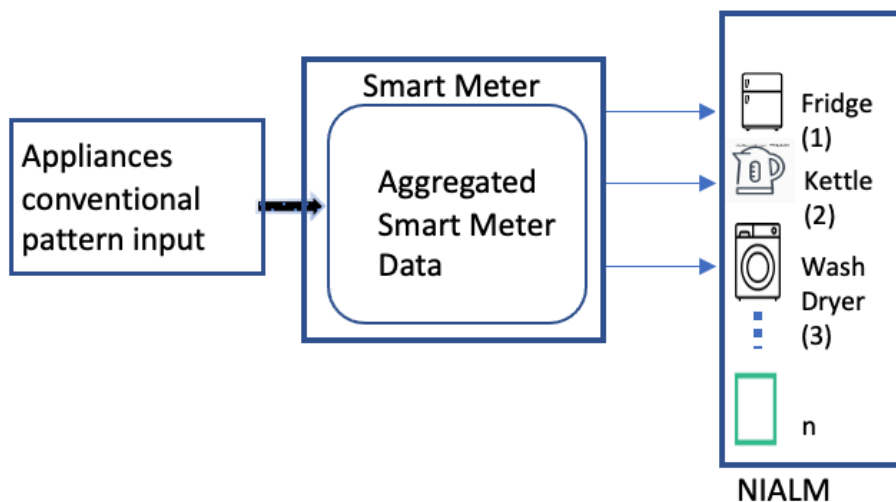 Smart Meter
Appliances
conventional
pattern input
Aggregated
Smart Meter
Data
Fridge
(1)
Kettle
(2)
Wash
Dryer
(3)
n
NIALM